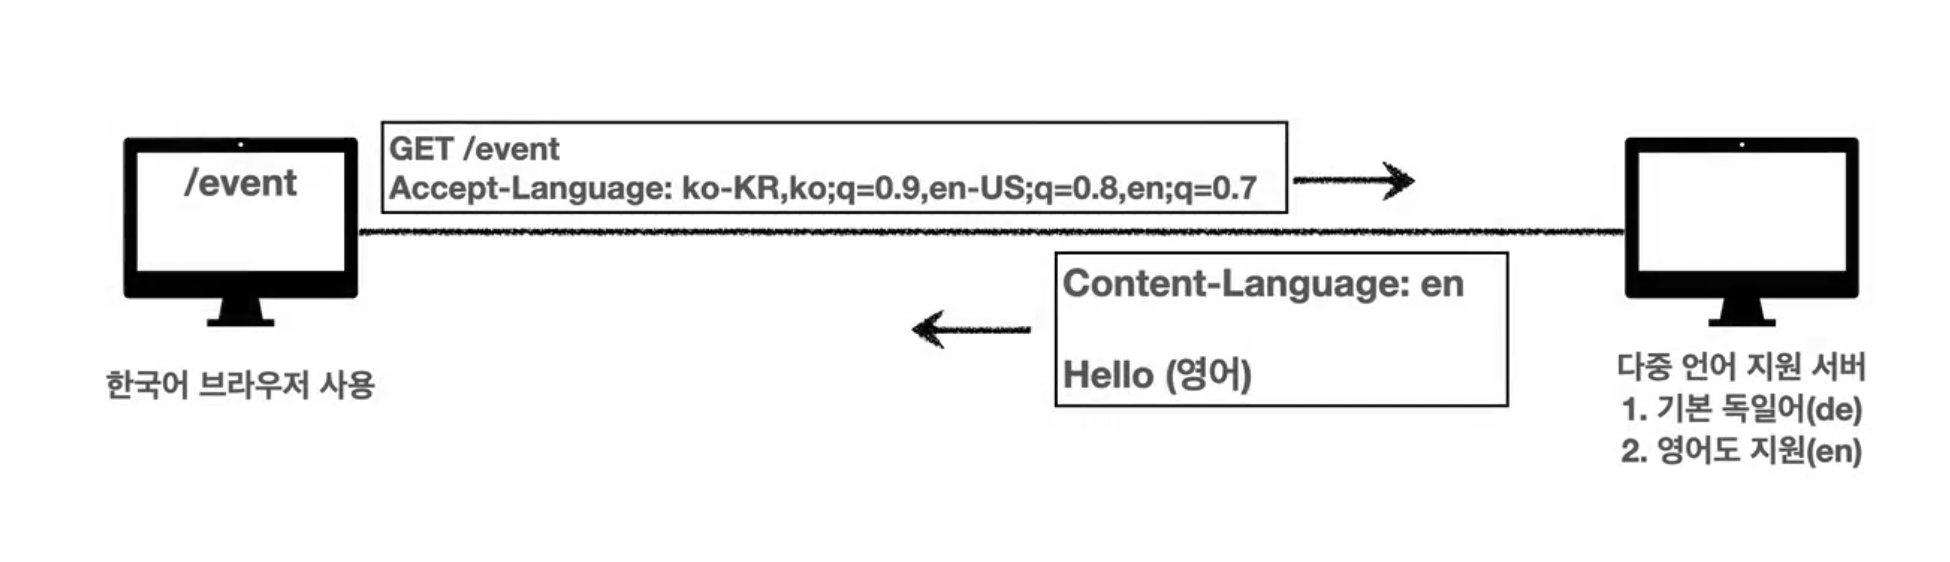 /event
GET /event
Accept-Language: ko-KR,ko;q=0.9,en-US;q=0.8,en;q=0.7
Content-Language: en
Hello (영어)
한국어 브라우저 사용
다중 언어 지원 서버
1. 기본 독일어(de)
2. 영어도 지원(en)